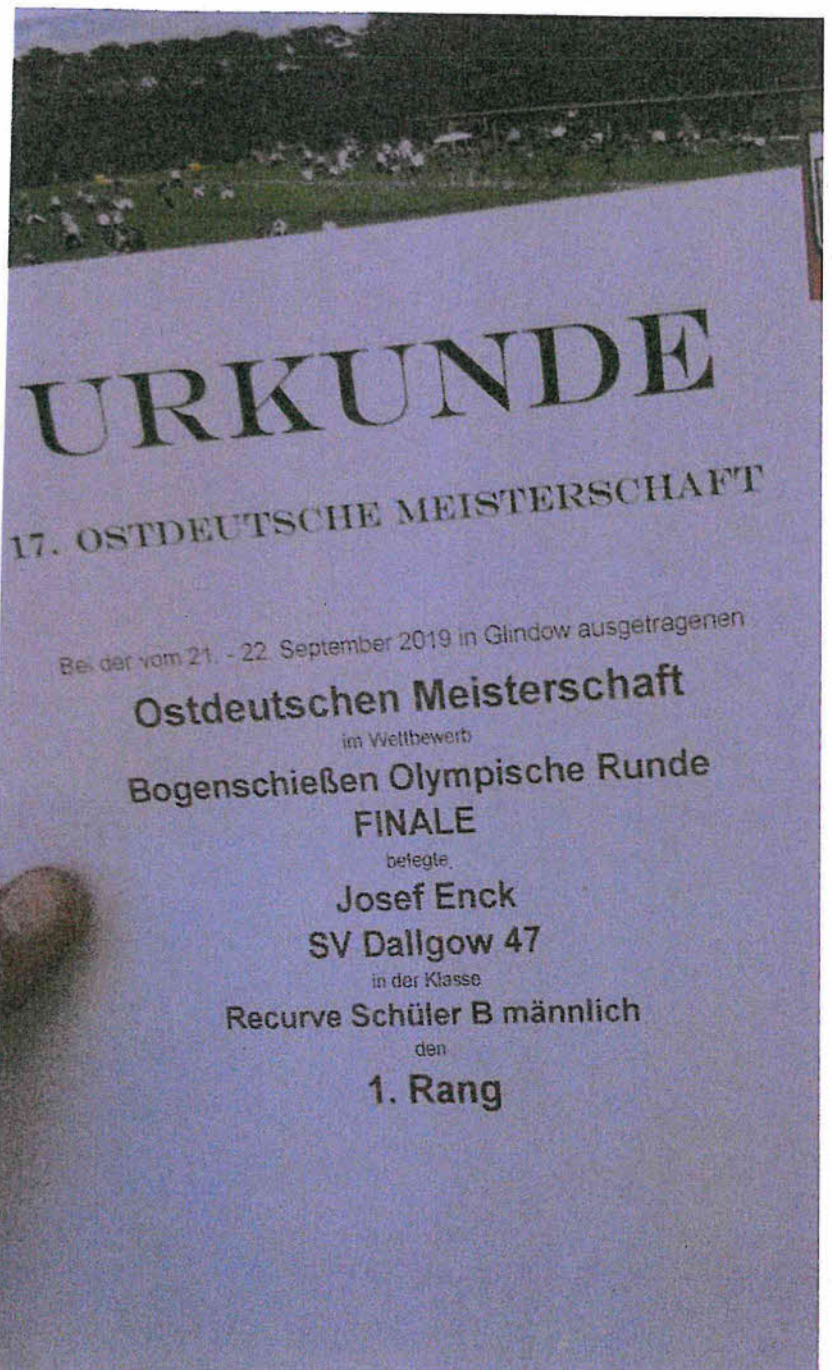 URKUNDE
17. OSTDEUTSCHE MEISTERSCHAFT
Bei der vom 21. - 22. September 2019 in Glindow ausgetragenen
Ostdeutschen Meisterschaft
im Wettbewerb
Bogenschießen Olympische Runde
FINALE
belegte
Josef Enck
SV Dallgow 47
in der Klasse
Recurve Schüler B männlich
den
1. Rang